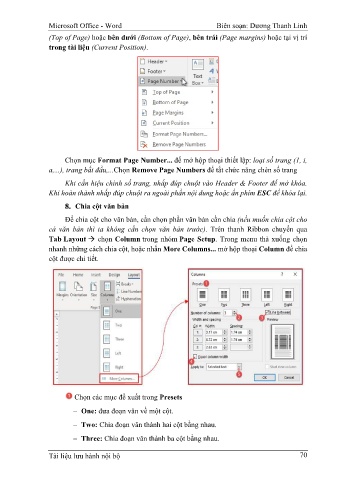 Microsoft Office - Word Biên soạn: Dương Thanh Linh
(Top of Page) hoặc bên dưới (Bottom of Page), bên trái (Page margins) hoặc tại vị trí
trong tài liệu (Current Position).
Header
Footer
Page Number
Text
Box
Top of Page
Bottom of Page
Page Margins
Current Position
Format Page Numbers...
Remove Page Numbers
Chọn mục Format Page Number... để mở hộp thoại thiết lập: loại số trang (1, i,
a,...), trang bắt đầu,...Chọn Remove Page Numbers để tắt chức năng chèn số trang
Khi cần hiệu chỉnh số trang, nhấp đúp chuột vào Header & Footer để mở khóa.
Khi hoàn thành nhấp đúp chuột ra ngoài phần nội dung hoặc ấn phím ESC để khóa lại.
8. Chia cột văn bản
Để chia cột cho văn bản, cần chọn phần văn bản cần chia (nếu muốn chia cột cho
cả văn bản thì ta không cần chọn văn bản trước). Trên thanh Ribbon chuyển qua
Tab Layout → chọn Column trong nhóm Page Setup. Trong menu thả xuống chọn
nhanh những cách chia cột, hoặc nhấn More Columns... mở hộp thoại Column để chia
cột được chi tiết.
File Home Insert Design Layout
Margins Orientation Size Columns
Breaks
Line Numbers
Hyphenation
One
Two
Three
Left
Right
More Columns...
Columns
Presets
One Two Three Left Right
Number of columns: 3
Line between
Width and spacing
Preview
Col #: Width: Spacing:
1:
2:
3:
Equal column width
Apply to: Selected text
OK Cancel
1 Chọn các mục đề xuất trong Presets
– One: đưa đoạn văn về một cột.
– Two: Chia đoạn văn thành hai cột bằng nhau.
– Three: Chia đoạn văn thành ba cột bằng nhau.
Tài liệu lưu hành nội bộ 70